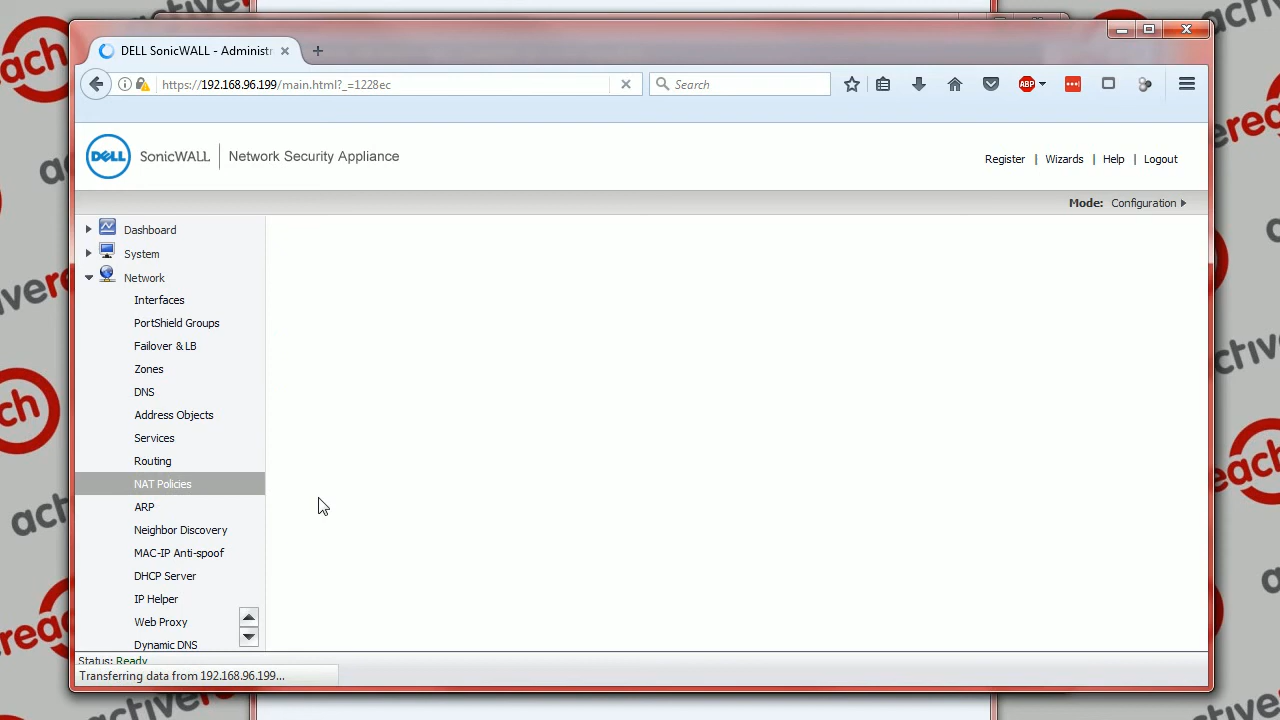 DELL SonicWALL - Administr
https://192.168.96.199/main.html?_=1228ec
Search
ABP
DELL SonicWALL Network Security Appliance
Register | Wizards | Help | Logout
Mode: Configuration
Dashboard
System
Network
Interfaces
PortShield Groups
Failover & LB
Zones
DNS
Address Objects
Services
Routing
NAT Policies
ARP
Neighbor Discovery
MAC-IP Anti-spoof
DHCP Server
IP Helper
Web Proxy
Dynamic DNS
Status: Ready
Transferring data from 192.168.96.199...